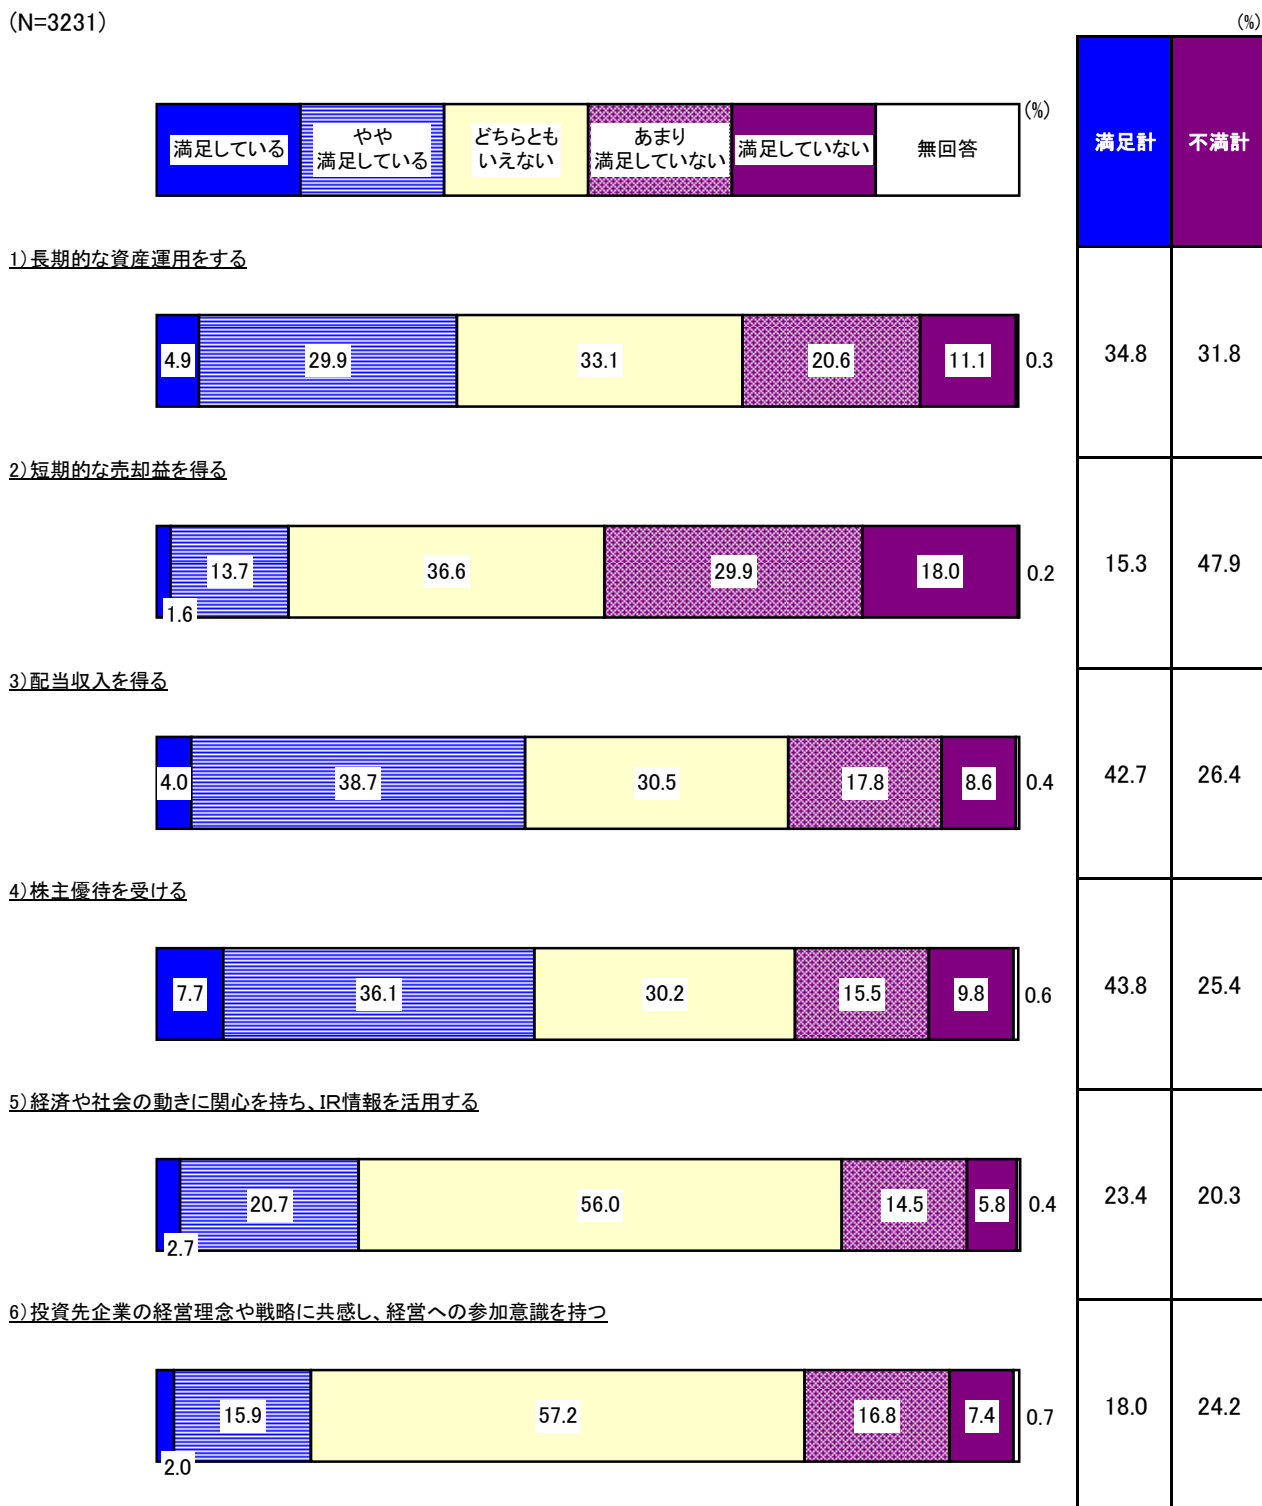 (N=3231)
(%)
満足している
やや
満足している
どちらとも
いえない
あまり
満足していない
満足していない
無回答
(%)
満足計
不満計
1)長期的な資産運用をする
4.9
29.9
33.1
20.6
11.1
0.3
34.8
31.8
2)短期的な売却益を得る
1.6
13.7
36.6
29.9
18.0
0.2
15.3
47.9
3)配当収入を得る
4.0
38.7
30.5
17.8
8.6
0.4
42.7
26.4
4)株主優待を受ける
7.7
36.1
30.2
15.5
9.8
0.6
43.8
25.4
5)経済や社会の動きに関心を持ち、IR情報を活用する
2.7
20.7
56.0
14.5
5.8
0.4
23.4
20.3
6)投資先企業の経営理念や戦略に共感し、経営への参加意識を持つ
2.0
15.9
57.2
16.8
7.4
0.7
18.0
24.2